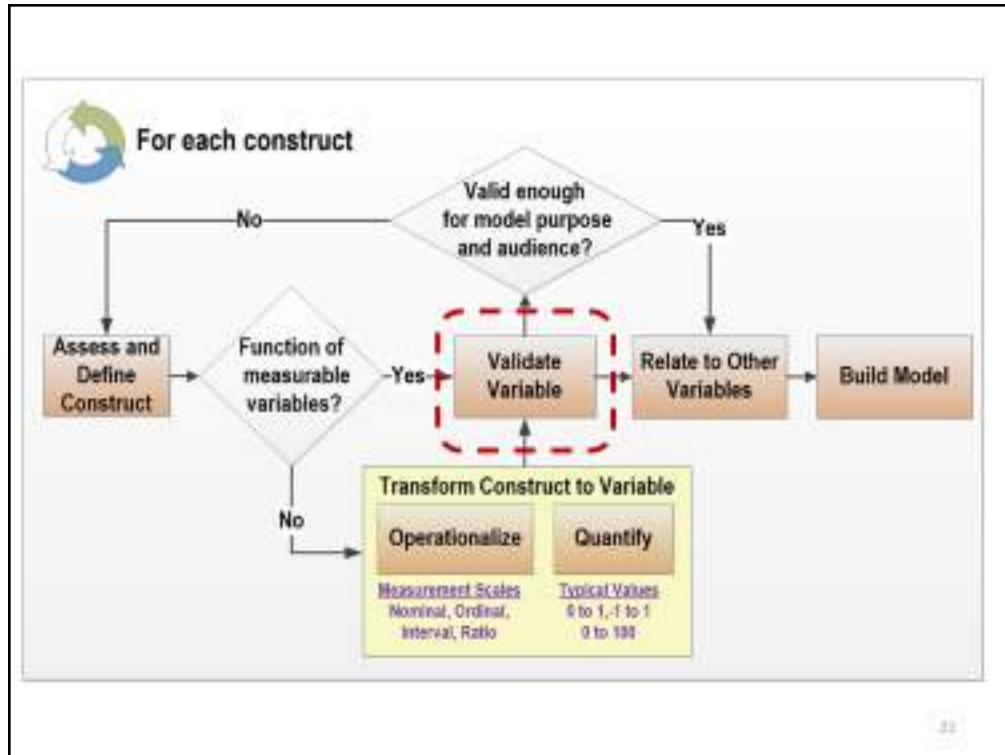 For each construct
Valid enough
for model purpose
and audience?
No
Yes
Assess and
Define
Construct
Function of
measurable
variables?
Yes
Validate
Variable
Relate to Other
Variables
Build Model
No
Transform Construct to Variable
Operationalize
Quantify
Measurement Scales
Nominal, Ordinal,
Interval, Ratio
Typical Values
0 to 1,-1 to 1
0 to 100